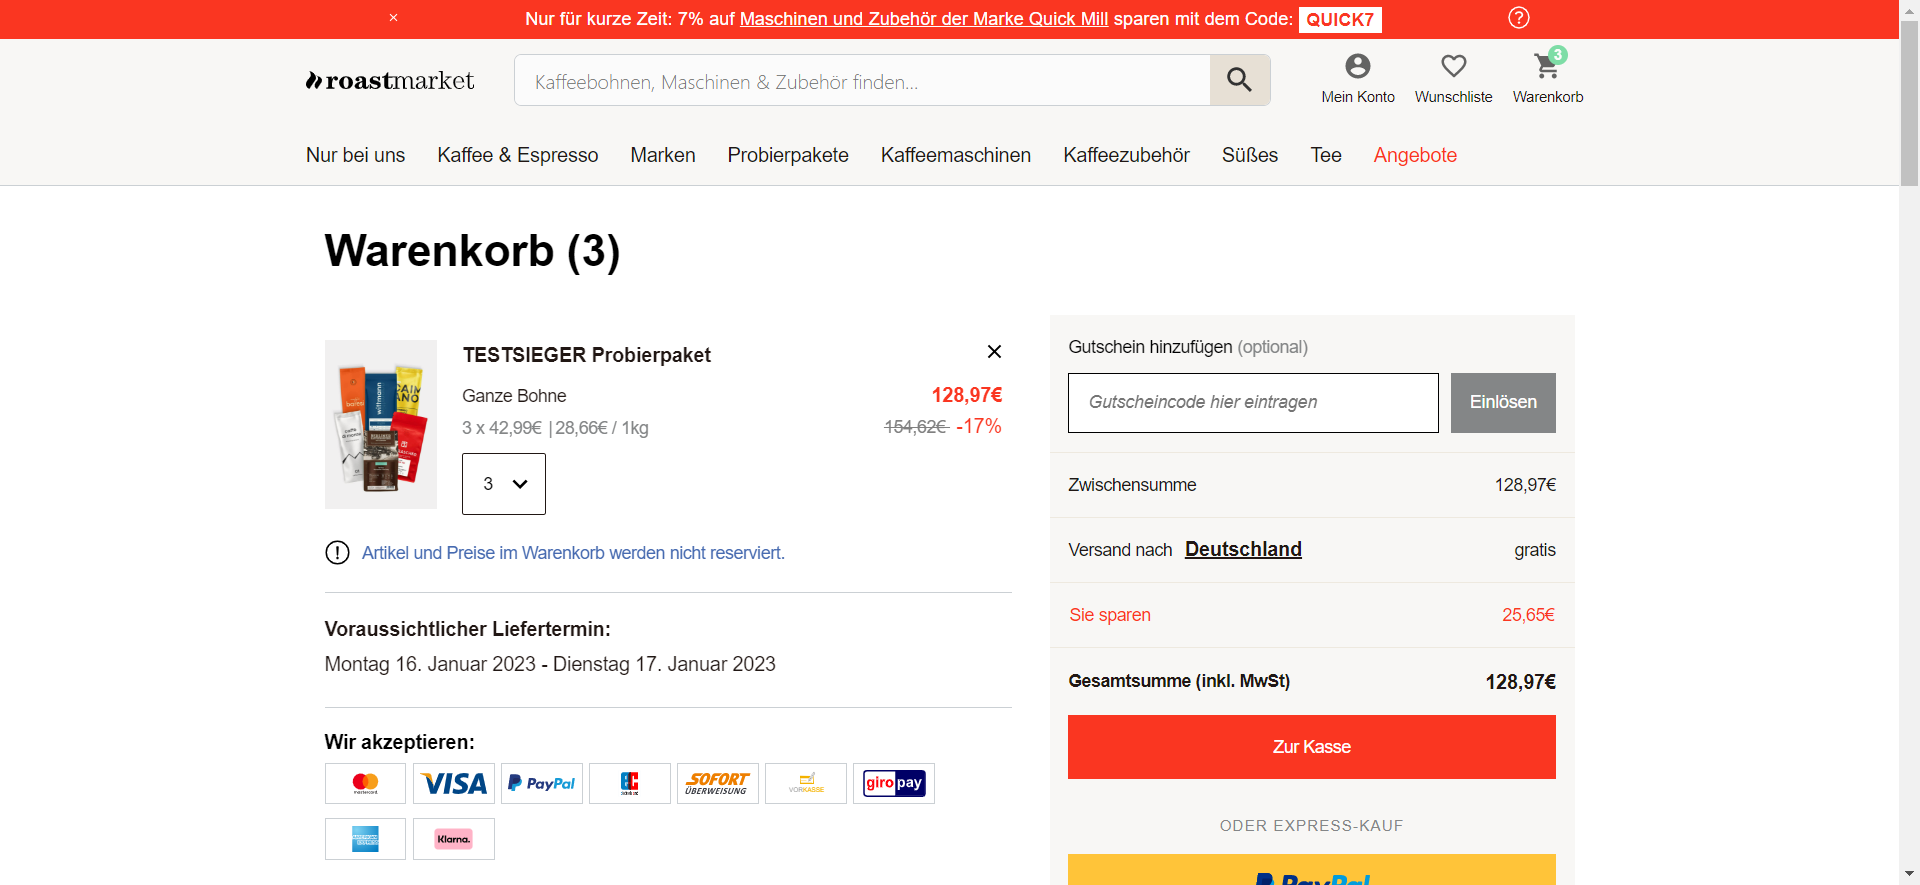 × Nur für kurze Zeit: 7% auf Maschinen und Zubehör der Marke Quick Mill sparen mit dem Code: QUICK7 ?
roastmarket
Kaffeebohnen, Maschinen & Zubehör finden...
3
Mein Konto Wunschliste Warenkorb
Nur bei uns Kaffee & Espresso Marken Probierpakete Kaffeemaschinen Kaffeezubehör Süßes Tee Angebote
Warenkorb (3)
TESTSIEGER Probierpaket
Ganze Bohne 128,97€
3 x 42,99€ | 28,66€ / 1kg 154,62€ -17%
3
wittmann
Artikel und Preise im Warenkorb werden nicht reserviert.
Voraussichtlicher Liefertermin:
Montag 16. Januar 2023 - Dienstag 17. Januar 2023
Wir akzeptieren:
mastercard VISA PayPal SOFORT ÜBERWEISUNG VORKASSE giropay
Klarna.
Gutschein hinzufügen (optional)
Gutscheincode hier eintragen Einlösen
Zwischensumme 128,97€
Versand nach Deutschland gratis
Sie sparen 25,65€
Gesamtsumme (inkl. MwSt) 128,97€
Zur Kasse
ODER EXPRESS-KAUF
PayPal